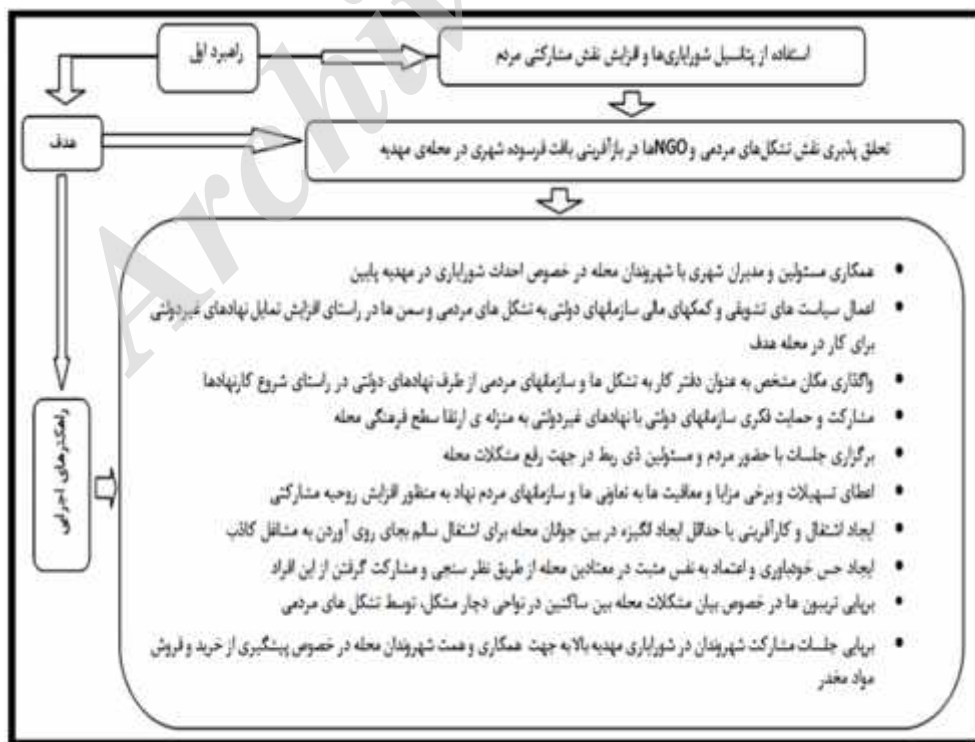 راهبرد اول
استفاده از پتانسیل شورایاری‌ها و افزایش نقش مشارکتی مردم
هدف
تحقق پذیری نقش تشکل‌های مردمی و NGOها در بازآفرینی بافت فرسوده شهری در محله‌ی مهدیه
راهکارهای اجرایی
• همکاری مسئولین و مدیران شهری با شهروندان محله در خصوص احداث شورایاری در مهدیه پایین
• اعمال سیاست های تشویقی و کمکهای مالی سازمانهای دولتی به تشکل های مردمی و سمن ها در راستای افزایش تمایل نهادهای غیردولتی
برای کار در محله هدف
• واگذاری مکان مشخص به عنوان دفتر کار به تشکل ها و سازمانهای مردمی از طرف نهادهای دولتی در راستای شروع کارنهادها
• مشارکت و حمایت فکری سازمانهای دولتی با نهادهای غیردولتی به منزله ی ارتقا سطح فرهنگی محله
• برگزاری جلسات با حضور مردم و مسئولین ذی ربط در جهت رفع مشکلات محله
• اعطای تسهیلات و برخی مزایا و معافیت ها به تعاونی ها و سازمانهای مردم نهاد به منظور افزایش روحیه مشارکتی
• ایجاد اشتغال و کارآفرینی یا حداقل ایجاد انگیزه در بین جوانان محله برای اشتغال سالم بجای روی آوردن به مشاغل کاذب
• ایجاد حس خودباوری و اعتماد به نفس مثبت در معتادین محله از طریق نظر سنجی و مشارکت گرفتن از این افراد
• برپایی تریبون ها در خصوص بیان مشکلات محله بین ساکنین در نواحی دچار مشکل، توسط تشکل های مردمی
• برپایی جلسات مشارکت شهروندان در شورایاری مهدیه بالا به جهت همکاری و همت شهروندان محله در خصوص پیشگیری از خرید و فروش
مواد مخدر
Archiv